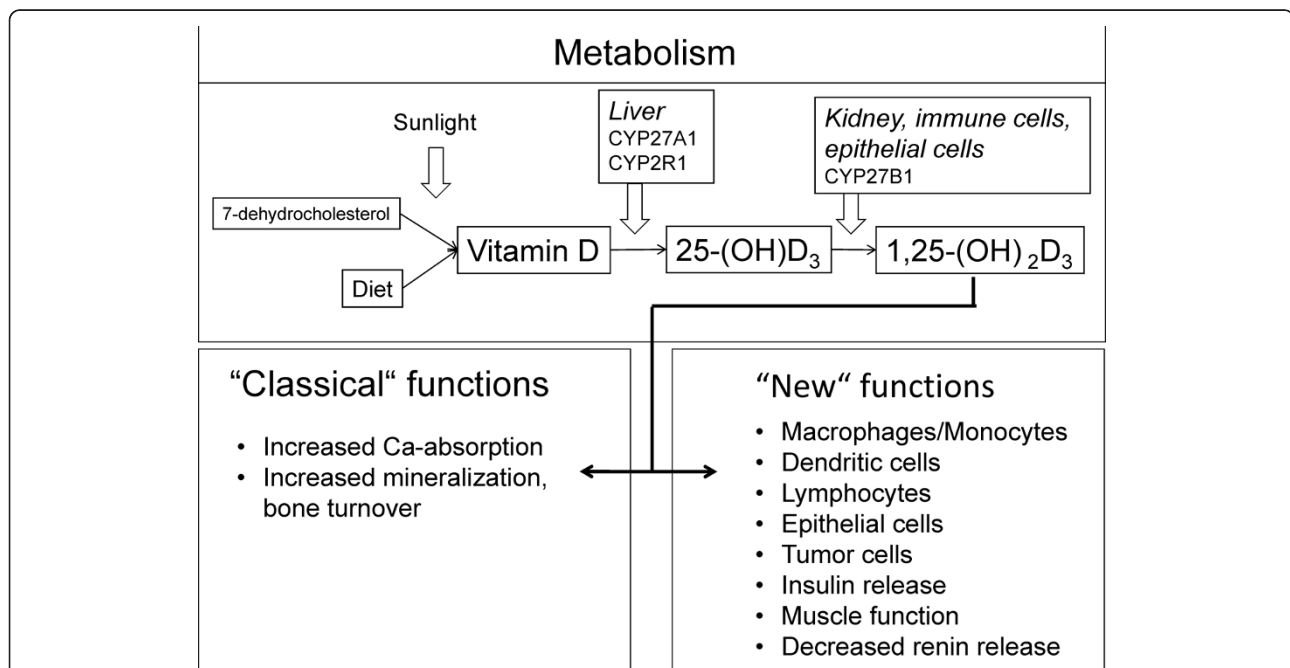 Metabolism
Sunlight
Liver
CYP27A1
CYP2R1
Kidney, immune cells,
epithelial cells
CYP27B1
7-dehydrocholesterol
Diet
Vitamin D
25-(OH)D₃
1,25-(OH) ₂D₃
“Classical“ functions
• Increased Ca-absorption
• Increased mineralization,
bone turnover
“New“ functions
• Macrophages/Monocytes
• Dendritic cells
• Lymphocytes
• Epithelial cells
• Tumor cells
• Insulin release
• Muscle function
• Decreased renin release